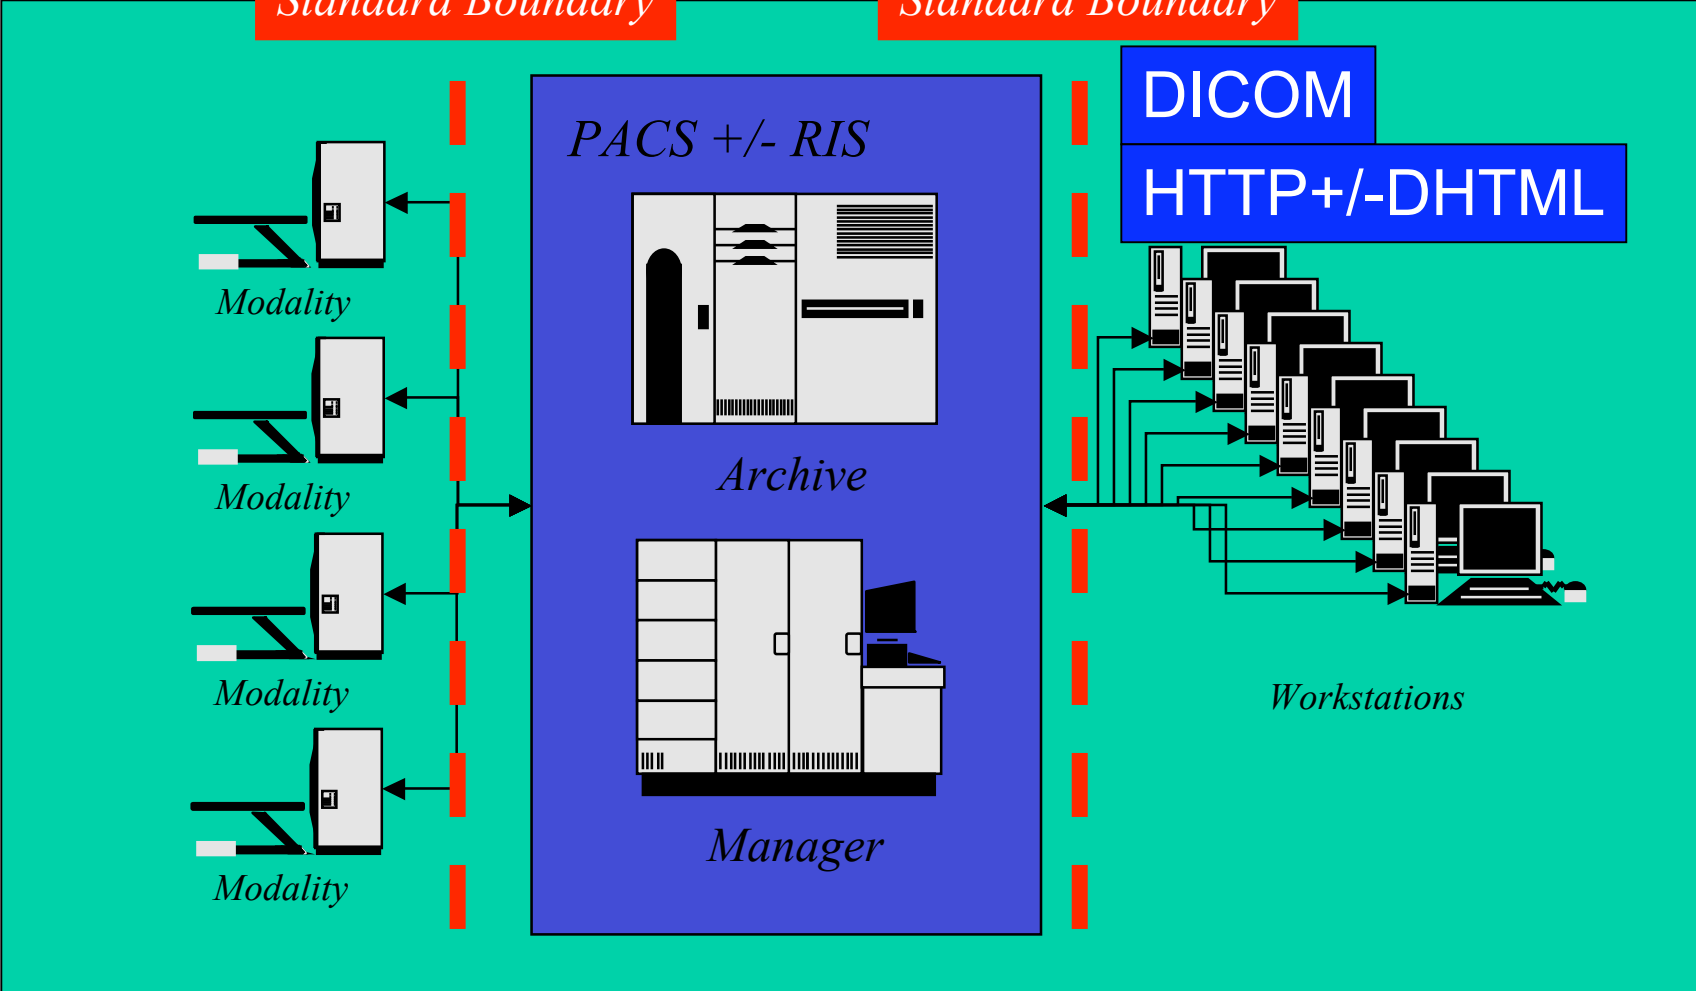 Standard Boundary
Standard Boundary
DICOM
PACS +/- RIS
HTTP+/-DHTML
Modality
Archive
Modality
Modality
Workstations
Manager
Modality